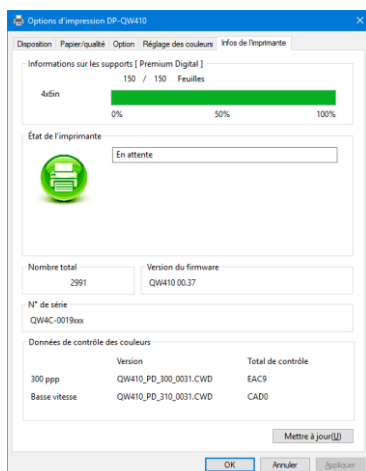 Options d'impression DP-QW410
Disposition Papier/qualité Option Réglage des couleurs Infos de l'imprimante
Informations sur les supports [ Premium Digital ]
150 / 150 Feuilles
4x6in
0% 50% 100%
État de l'imprimante
En attente
Nombre total Version du firmware
2991 QW410 00.37
N° de série
QW4C-0019xxx
Données de contrôle des couleurs
Version Total de contrôle
300 ppp QW410_PD_300_0031.CWD EAC9
Basse vitesse QW410_PD_310_0031.CWD CAD0
Mettre à jour(U)
OK Annuler Appliquer